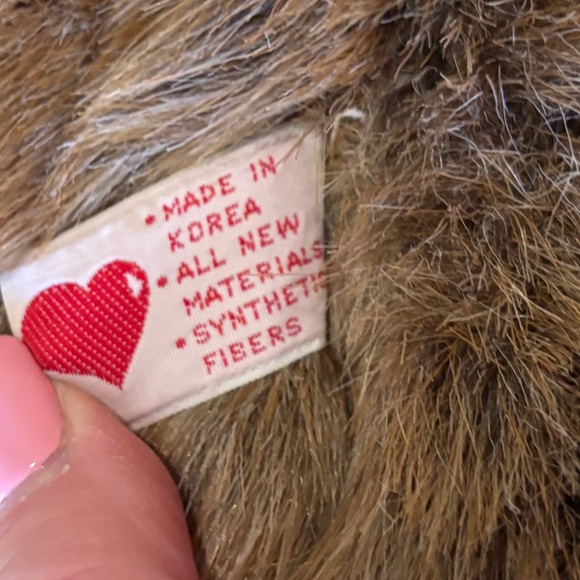 • MADE IN
KOREA
• ALL NEW
MATERIALS
• SYNTHETIC
FIBERS